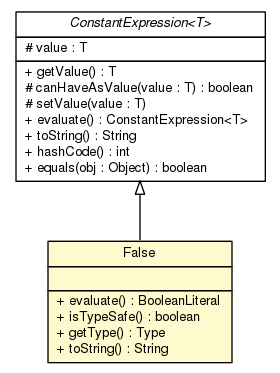 ConstantExpression<T>
# value : T
+ getValue() : T
# canHaveAsValue(value : T) : boolean
# setValue(value : T)
+ evaluate() : ConstantExpression<T>
+ toString() : String
+ hashCode() : int
+ equals(obj : Object) : boolean
False
+ evaluate() : BooleanLiteral
+ isTypeSafe() : boolean
+ getType() : Type
+ toString() : String